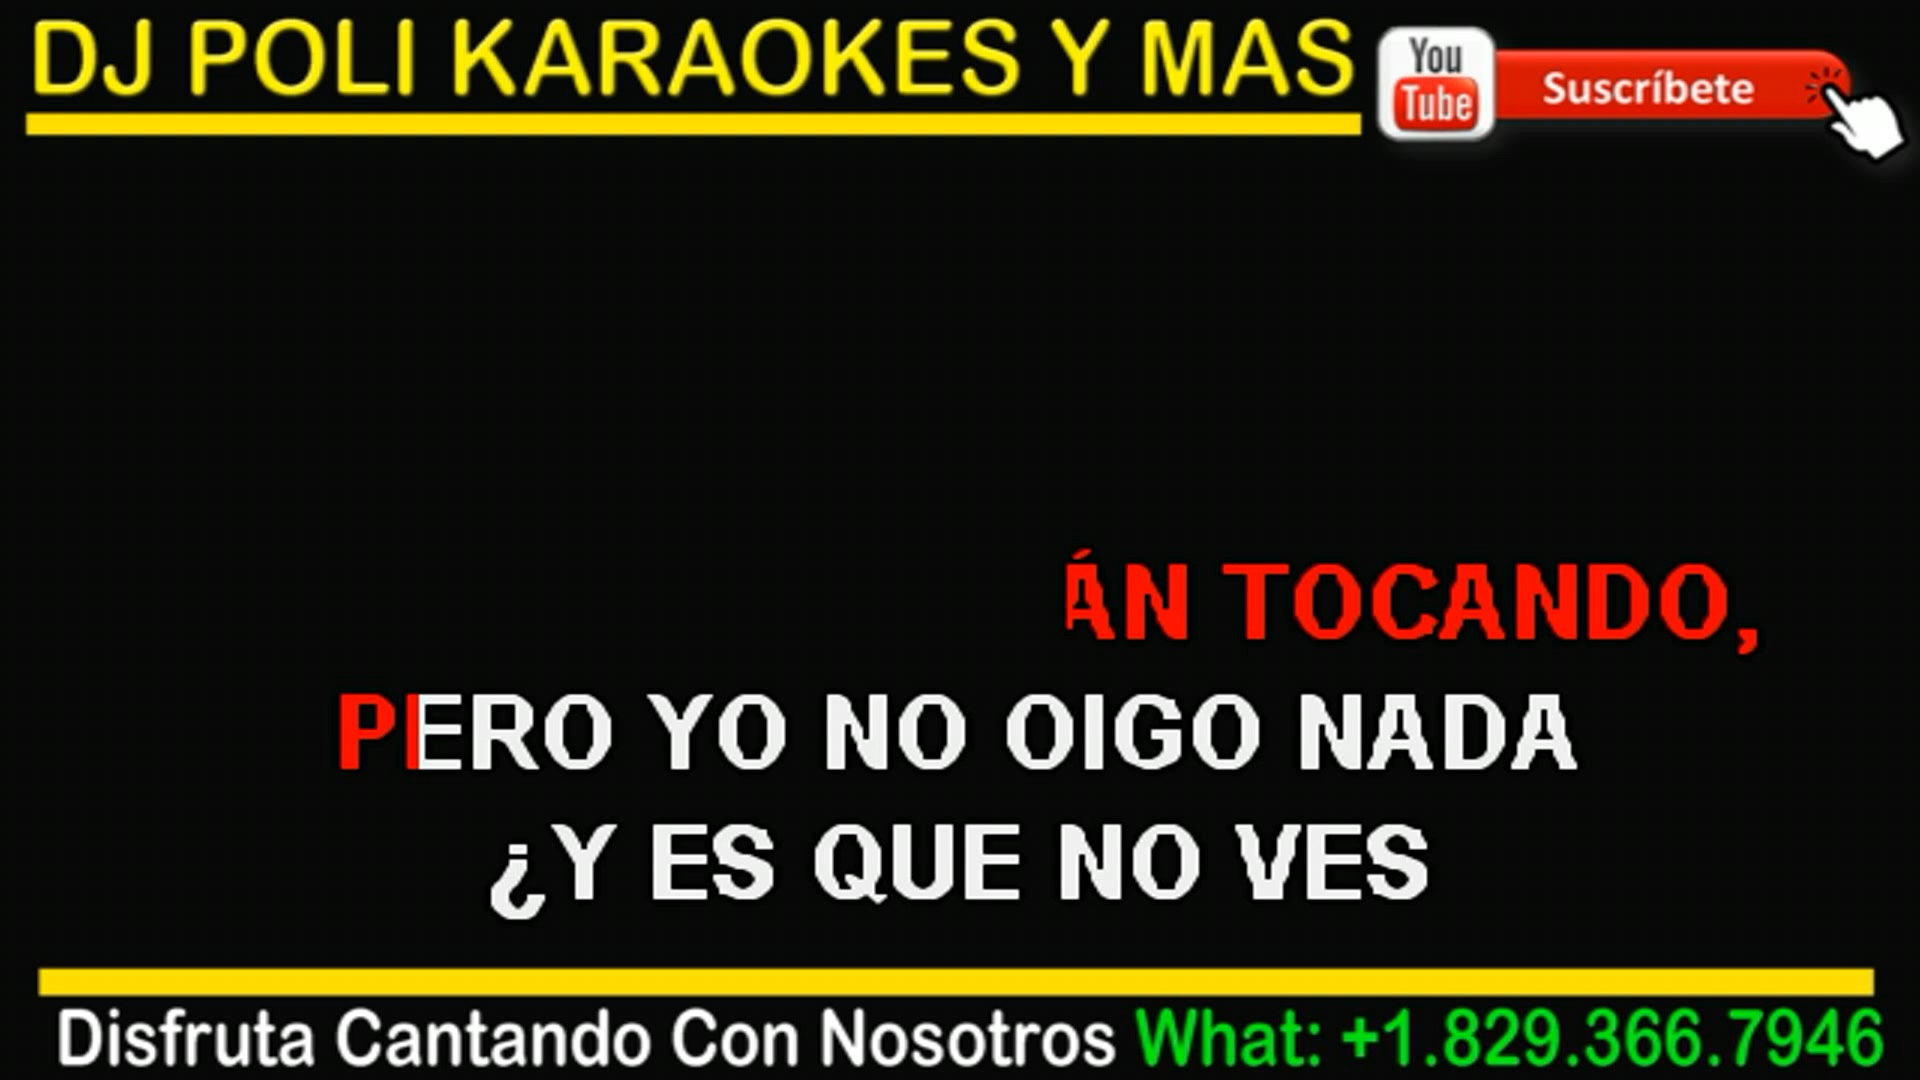 DJ POLI KARAOKES Y MAS
You
Tube
Suscríbete
ÁN TOCANDO,
PERO YO NO OIGO NADA
¿Y ES QUE NO VES
Disfruta Cantando Con Nosotros What: +1.829.366.7946